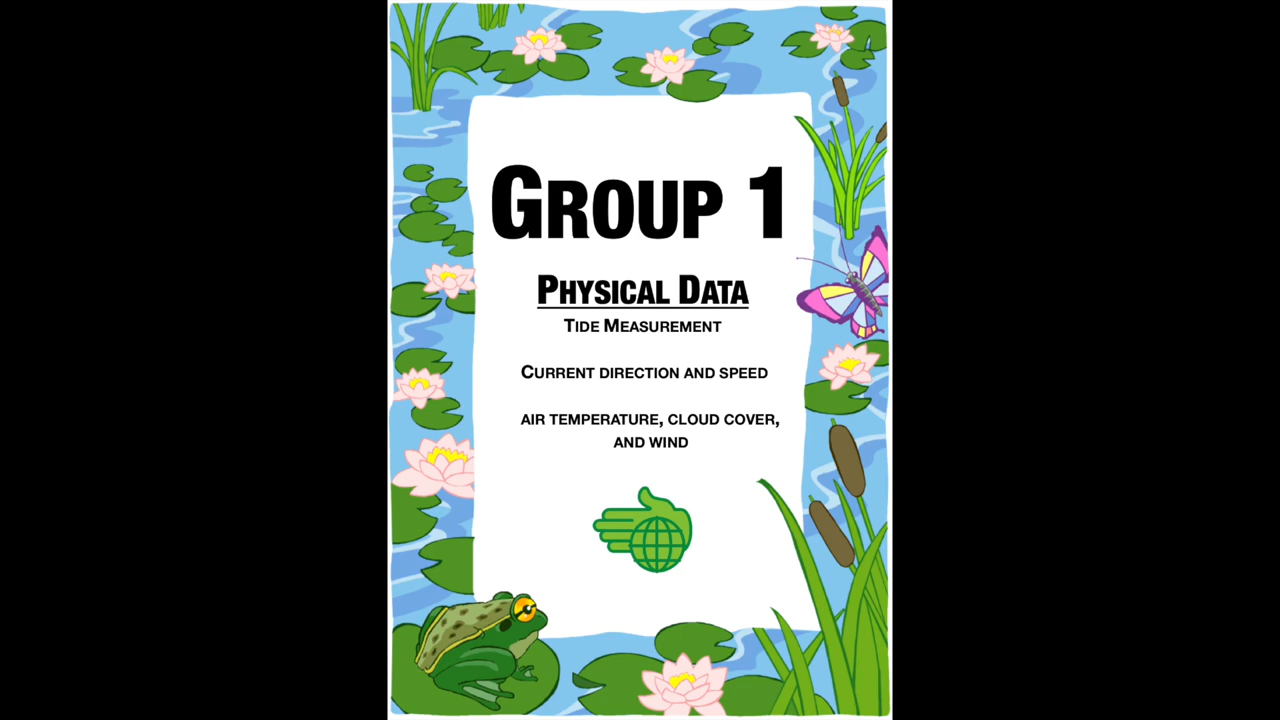 GROUP 1
PHYSICAL DATA
TIDE MEASUREMENT
CURRENT DIRECTION AND SPEED
AIR TEMPERATURE, CLOUD COVER,
AND WIND